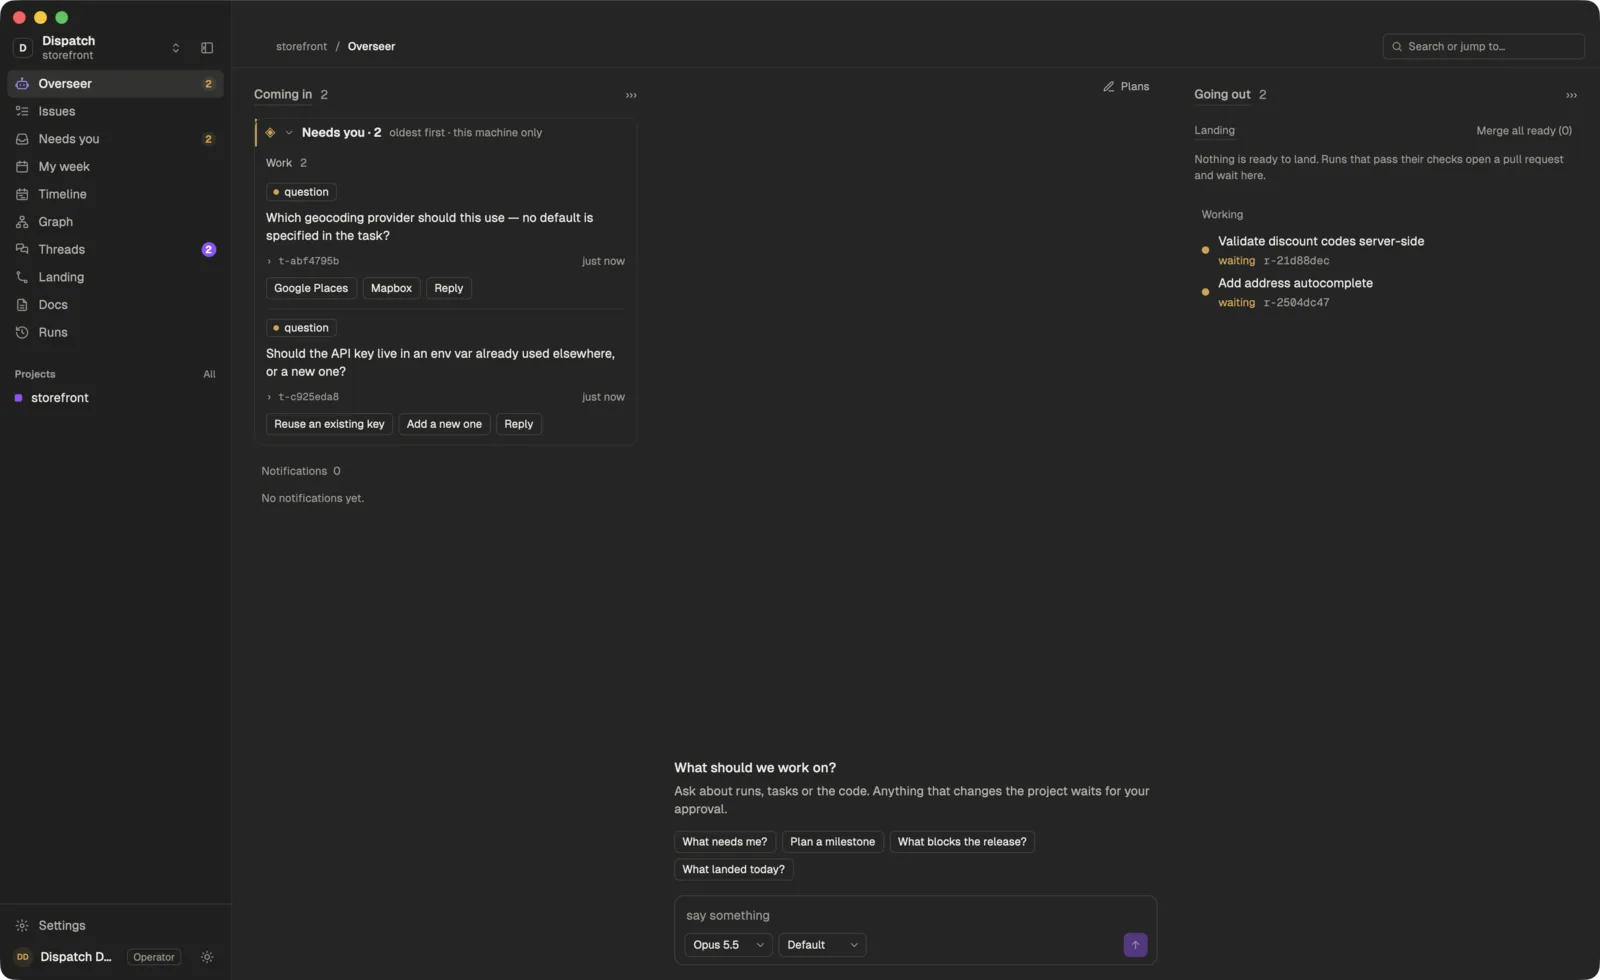 D
Dispatch
storefront
Overseer 2
Issues
Needs you 2
My week
Timeline
Graph
Threads 2
Landing
Docs
Runs
Projects All
storefront
Settings
DD Dispatch D... Operator
storefront / Overseer
Search or jump to...
Coming in 2
Needs you · 2 oldest first · this machine only
Work 2
question
Which geocoding provider should this use — no default is
specified in the task?
t-abf4795b just now
Google Places Mapbox Reply
question
Should the API key live in an env var already used elsewhere,
or a new one?
t-c925eda8 just now
Reuse an existing key Add a new one Reply
Notifications 0
No notifications yet.
Plans
What should we work on?
Ask about runs, tasks or the code. Anything that changes the project waits for your
approval.
What needs me? Plan a milestone What blocks the release?
What landed today?
say something
Opus 5.5 Default
Going out 2
Landing Merge all ready (0)
Nothing is ready to land. Runs that pass their checks open a pull request
and wait here.
Working
Validate discount codes server-side
waiting r-21d88dec
Add address autocomplete
waiting r-2504dc47